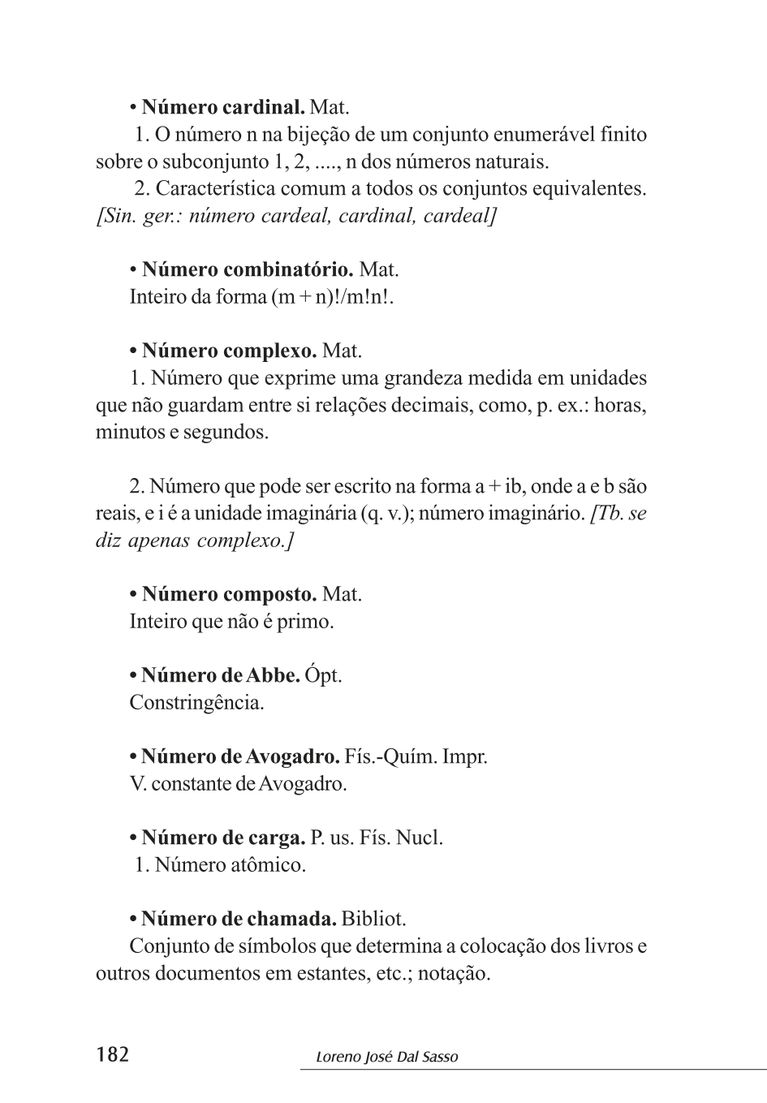 • Número cardinal. Mat.
1. O número n na bijeção de um conjunto enumerável finito
sobre o subconjunto 1, 2, ...., n dos números naturais.
2. Característica comum a todos os conjuntos equivalentes.
[Sin. ger.: número cardeal, cardinal, cardeal]
• Número combinatório. Mat.
Inteiro da forma (m + n)!/m!n!.
• Número complexo. Mat.
1. Número que exprime uma grandeza medida em unidades
que não guardam entre si relações decimais, como, p. ex.: horas,
minutos e segundos.
2. Número que pode ser escrito na forma a + ib, onde a e b são
reais, e i é a unidade imaginária (q. v.); número imaginário. [Tb. se
diz apenas complexo.]
• Número composto. Mat.
Inteiro que não é primo.
• Número de Abbe. Ópt.
Constringência.
• Número de Avogadro. Fís.-Quím. Impr.
V. constante de Avogadro.
• Número de carga. P. us. Fís. Nucl.
1. Número atômico.
• Número de chamada. Bibliot.
Conjunto de símbolos que determina a colocação dos livros e
outros documentos em estantes, etc.; notação.
182 Loreno José Dal Sasso